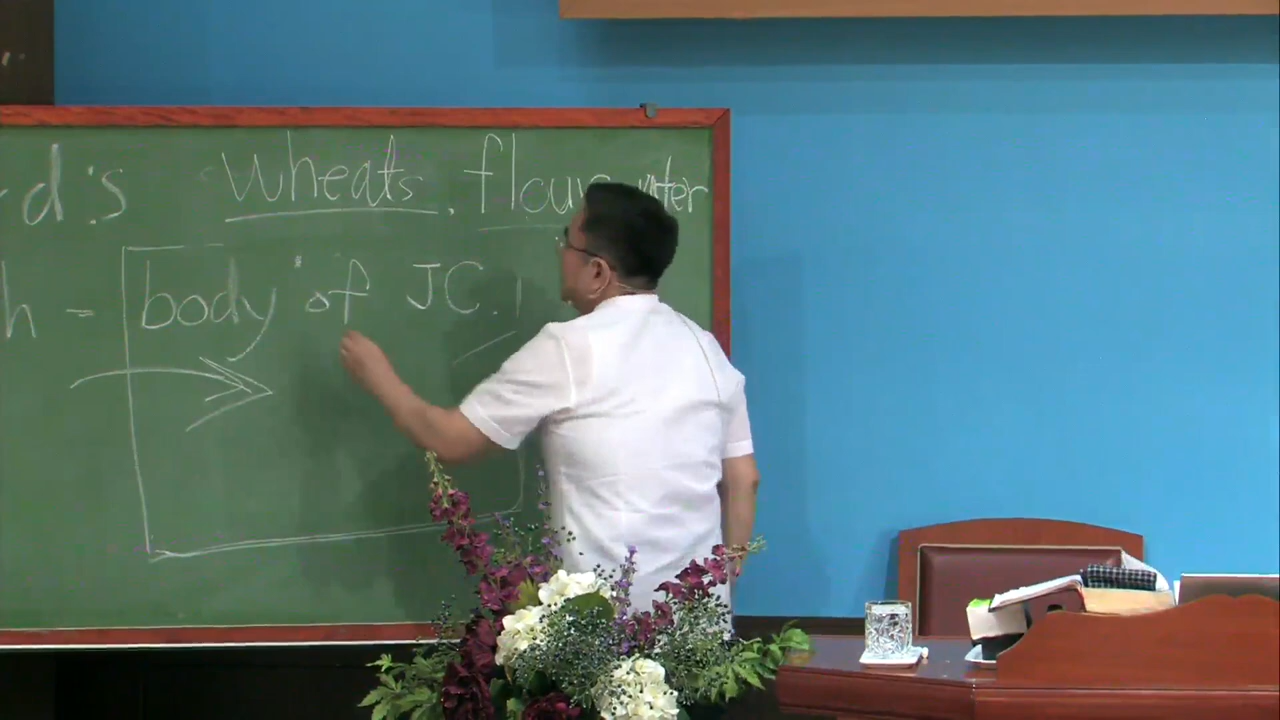 d's wheats. flour
h = body of JC.